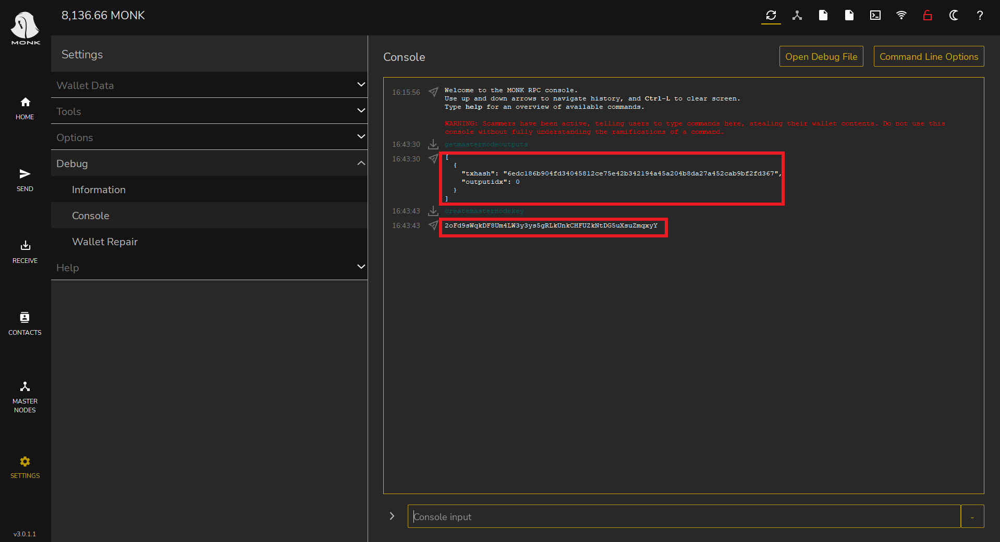 MONK
8,136.66 MONK
Settings
Wallet Data
Tools
Options
Debug
Information
Console
Wallet Repair
Help
HOME
SEND
RECEIVE
CONTACTS
MASTER
NODES
SETTINGS
v3.0.1.1
Console
Open Debug File
Command Line Options
16:15:56
Welcome to the MONK RPC console.
Use up and down arrows to navigate history, and Ctrl-L to clear screen.
Type help for an overview of available commands.
WARNING: Scammers have been active, telling users to type commands here, stealing their wallet contents. Do not use this
console without fully understanding the ramifications of a command.
16:43:30 getmasternodeoutputs
16:43:30 [
{
"txhash": "6edc186b904fd34045812ce75e42b342194a45a204b8da27a452cab9bf2fd367",
"outputidx": 0
}
]
16:43:43 createmasternodekey
16:43:43 2oFd9sWqkDF8Um4LW3y3ys5gRLkUnkCHFUZkNtDG5uXsuZmqxyY
Console input
-